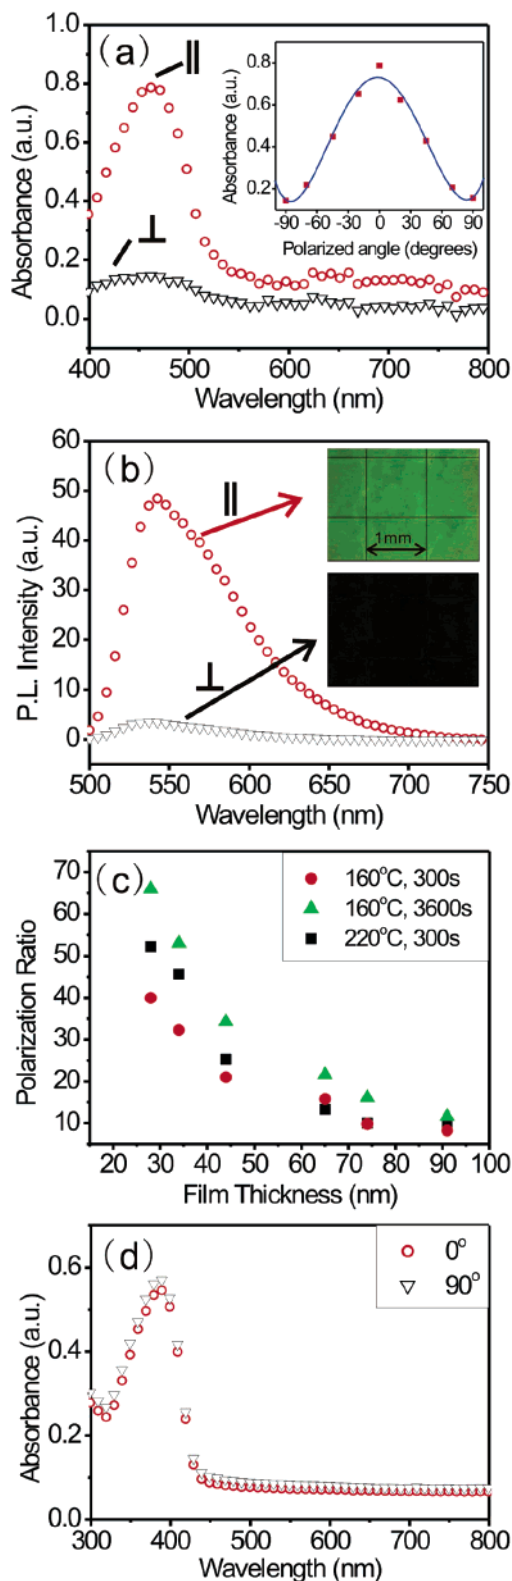 (a)
||
⊥
Absorbance (a.u.)
1.0
0.8
0.6
0.4
0.2
0.0
400 500 600 700 800
Wavelength (nm)
Absorbance (a.u.)
0.8
0.6
0.4
0.2
-90 -60 -30 0 30 60 90
Polarized angle (degrees)
(b)
||
⊥
1mm
P.L. Intensity (a.u.)
60
50
40
30
20
10
0
500 550 600 650 700 750
Wavelength (nm)
(c)
160°C, 300s
160°C, 3600s
220°C, 300s
Polarization Ratio
70
60
50
40
30
20
10
20 30 40 50 60 70 80 90 100
Film Thickness (nm)
(d)
0°
90°
Absorbance (a.u.)
0.6
0.4
0.2
0.0
300 400 500 600 700 800
Wavelength (nm)